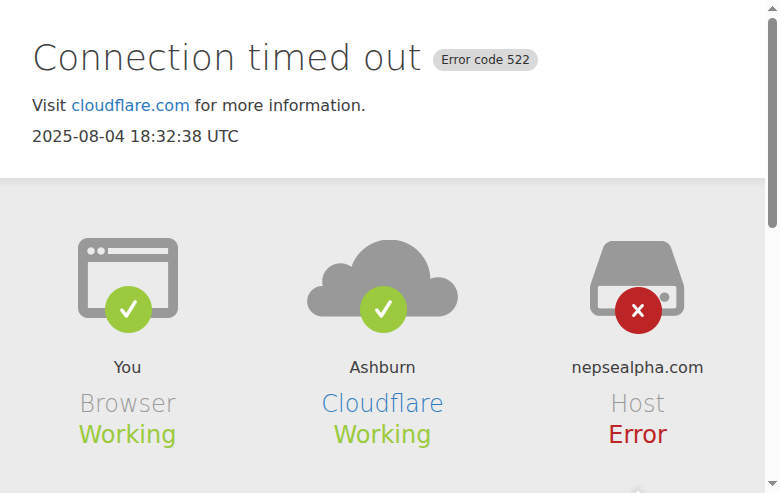 Connection timed out Error code 522
Visit cloudflare.com for more information.
2025-08-04 18:32:38 UTC
You
Browser
Working
Ashburn
Cloudflare
Working
nepsealpha.com
Host
Error